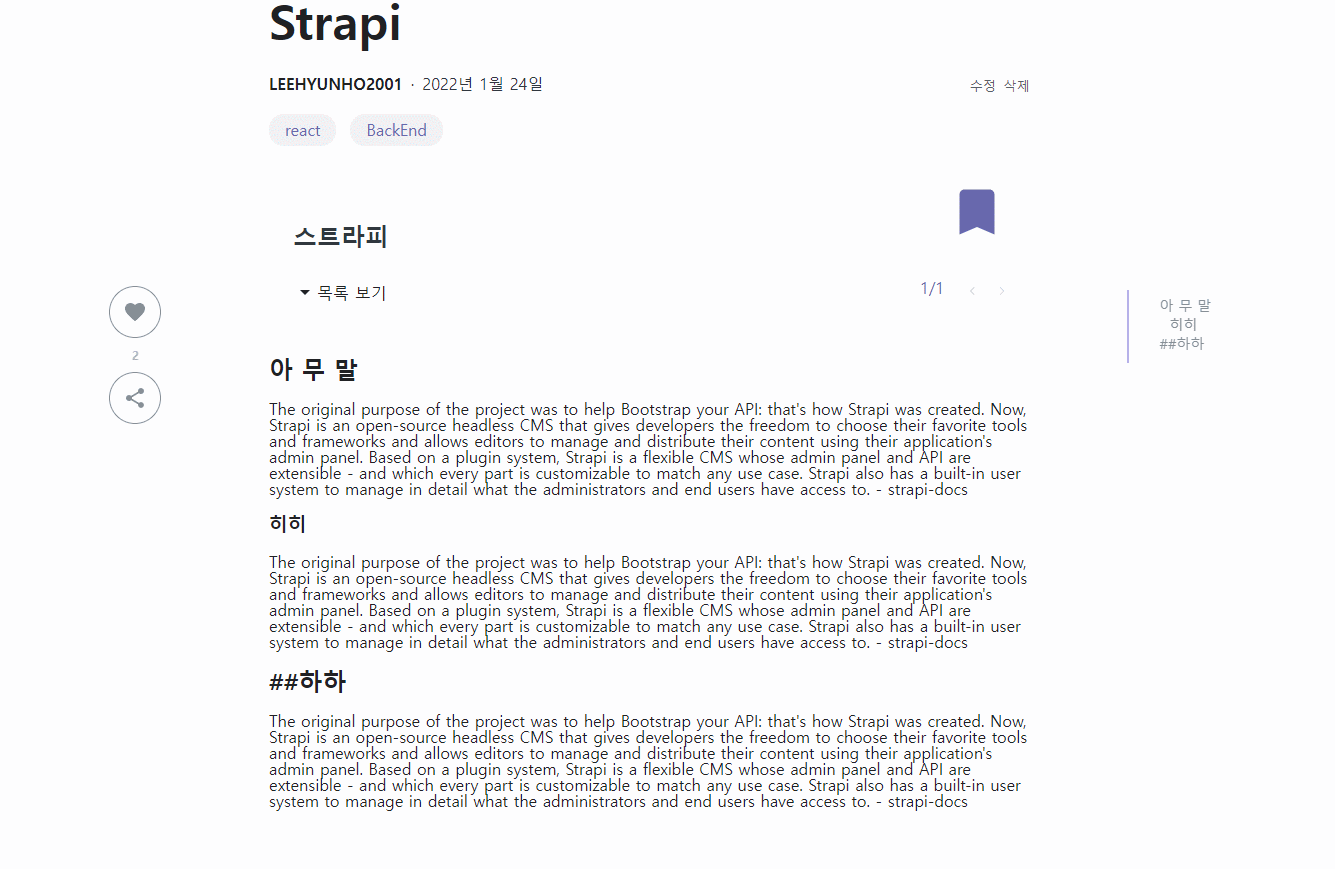 Strapi
LEEHYUNHO2001 · 2022년 1월 24일
수정 삭제
react
BackEnd
스트라피
목록 보기
1/1
2
아 무 말
The original purpose of the project was to help Bootstrap your API: that's how Strapi was created. Now,
Strapi is an open-source headless CMS that gives developers the freedom to choose their favorite tools
and frameworks and allows editors to manage and distribute their content using their application's
admin panel. Based on a plugin system, Strapi is a flexible CMS whose admin panel and API are
extensible - and which every part is customizable to match any use case. Strapi also has a built-in user
system to manage in detail what the administrators and end users have access to. - strapi-docs
히히
The original purpose of the project was to help Bootstrap your API: that's how Strapi was created. Now,
Strapi is an open-source headless CMS that gives developers the freedom to choose their favorite tools
and frameworks and allows editors to manage and distribute their content using their application's
admin panel. Based on a plugin system, Strapi is a flexible CMS whose admin panel and API are
extensible - and which every part is customizable to match any use case. Strapi also has a built-in user
system to manage in detail what the administrators and end users have access to. - strapi-docs
##하하
The original purpose of the project was to help Bootstrap your API: that's how Strapi was created. Now,
Strapi is an open-source headless CMS that gives developers the freedom to choose their favorite tools
and frameworks and allows editors to manage and distribute their content using their application's
admin panel. Based on a plugin system, Strapi is a flexible CMS whose admin panel and API are
extensible - and which every part is customizable to match any use case. Strapi also has a built-in user
system to manage in detail what the administrators and end users have access to. - strapi-docs
아 무 말
히히
##하하